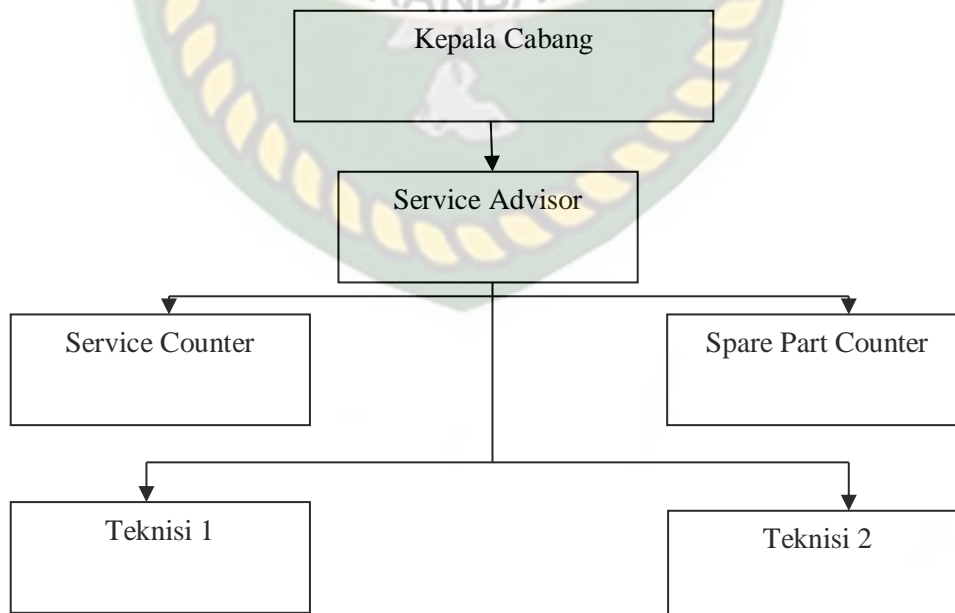 Kepala Cabang
Service Advisor
Service Counter
Spare Part Counter
Teknisi 1
Teknisi 2